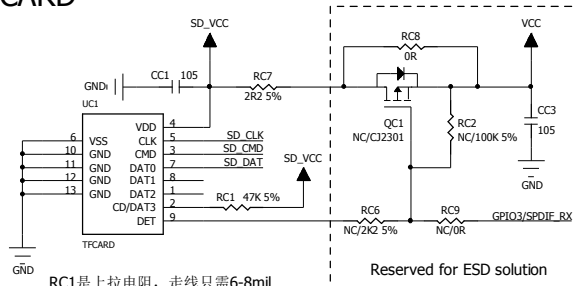 CARD
SD_VCC
VCC
RC8
0R
CC1 105
GND
RC7
2R2 5%
UC1
QC1
NC/CJ2301
RC2
NC/100K 5%
CC3
105
GND
6 VSS
10 GND
11 GND
12 GND
13 GND
VDD 4
CLK 5 SD_CLK
CMD 3 SD_CMD
DAT0 7 SD_DAT
DAT1 8
DAT2 1
CD/DAT3 2
DET 9
TFCARD
SD_VCC
RC1 47K 5%
RC6
NC/2K2 5%
RC9
NC/0R
GPIO3/SPDIF_RX
GND
Reserved for ESD solution
RC1是上拉电阻，走线只需6-8mil